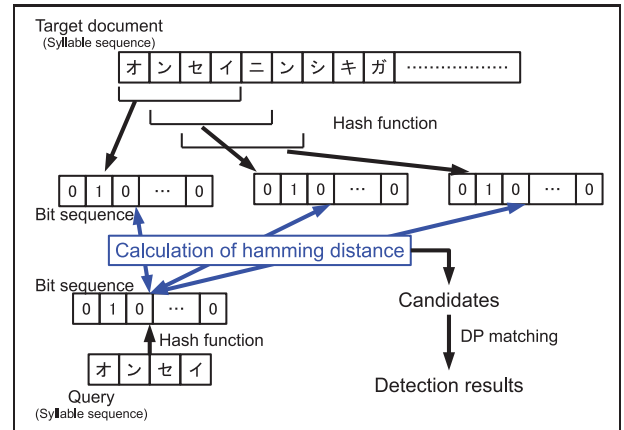 Target document
(Syllable sequence)
オ ン セ イ ニ ン シ キ ガ ………………
Hash function
0 1 0 … 0
0 1 0 … 0
0 1 0 … 0
Bit sequence
Calculation of hamming distance
Bit sequence
0 1 0 … 0
Candidates
Hash function
DP matching
オ ン セ イ
Query
(Syllable sequence)
Detection results